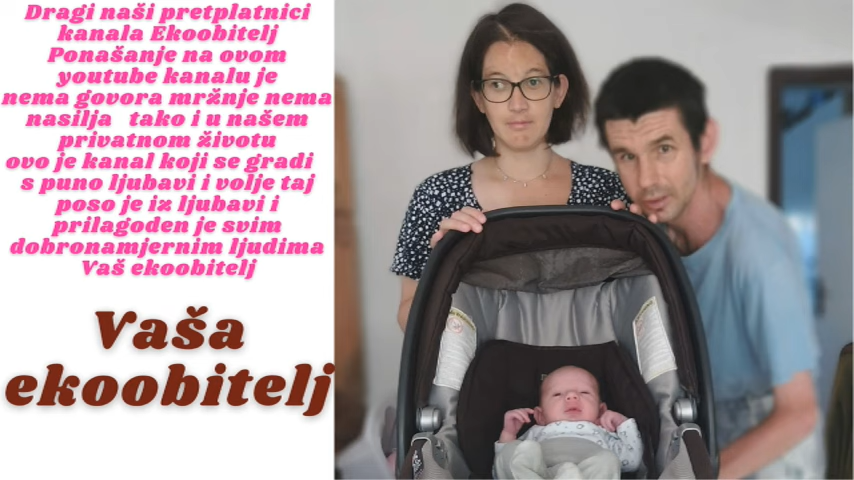 Dragi naši pretplatnici
kanala Ekoobitelj
Ponašanje na ovom
youtube kanalu je
nema govora mržnje nema
nasilja tako i u našem
privatnom životu
ovo je kanal koji se gradi
s puno ljubavi i volje taj
poso je iz ljubavi i
prilagođen je svim
dobronamjernim ljudima
Vaš ekoobitelj
Vaša
ekoobitelj